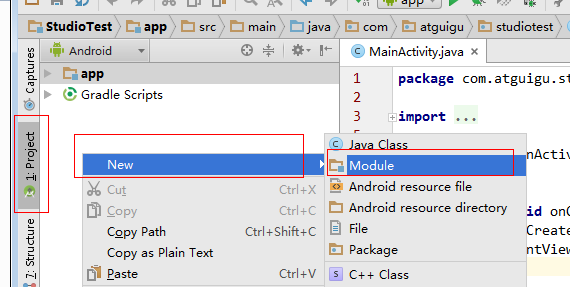 app
StudioTest app src main java com atguigu studiotest
Captures
Android
MainActivity.java
app
Gradle Scripts
1 package com.atguigu.st
2
3 import ...
1: Project
7: Structure
New
Cut Ctrl+X
Copy Ctrl+C
Copy Path Ctrl+Shift+C
Copy as Plain Text
Paste Ctrl+V
Java Class
Module
Android resource file
Android resource directory
File
Package
C++ Class
nActiv
id onC
Create
ntView